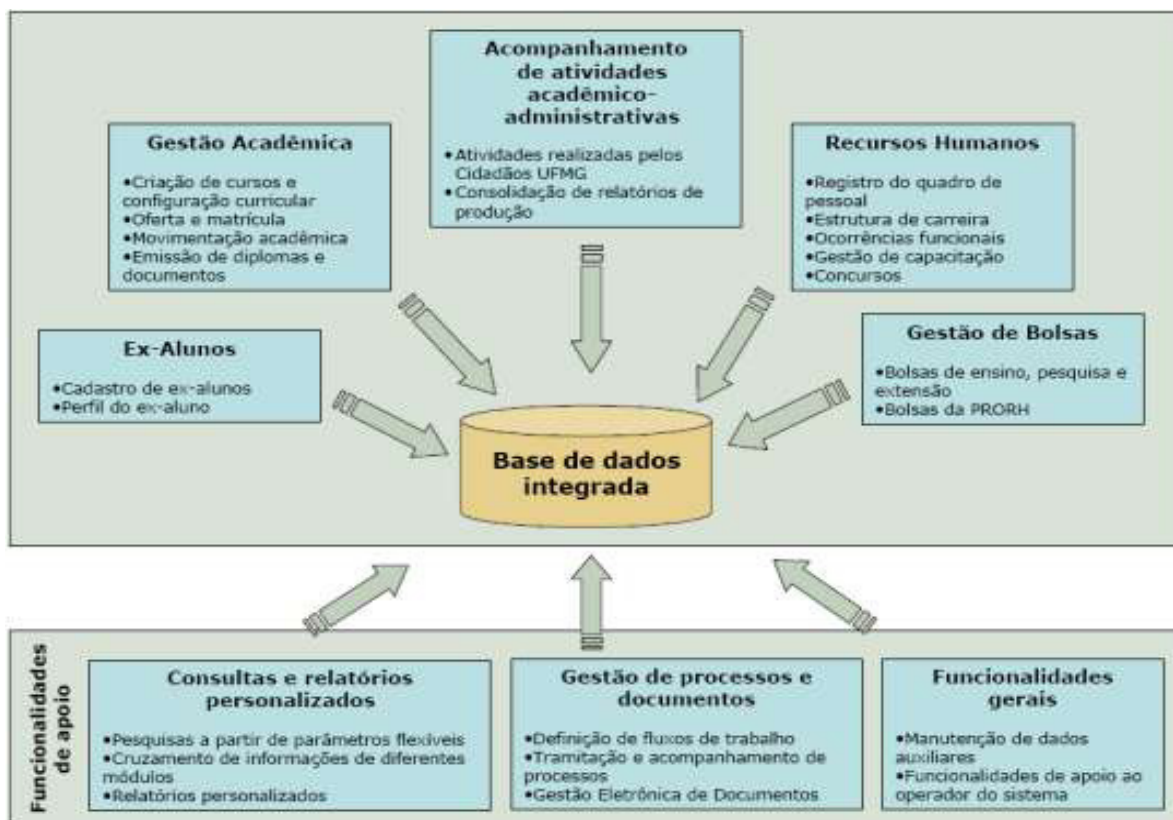 Acompanhamento
de atividades
acadêmico-
administrativas
•Atividades realizadas pelos
Cidadãos UFMG
•Consolidação de relatórios de
produção
Gestão Acadêmica
•Criação de cursos e
configuração curricular
•Oferta e matrícula
•Movimentação acadêmica
•Emissão de diplomas e
documentos
Recursos Humanos
•Registro do quadro de
pessoal
•Estrutura de carreira
•Ocorrências funcionais
•Gestão de capacitação
•Concursos
Ex-Alunos
•Cadastro de ex-alunos
•Perfil do ex-aluno
Gestão de Bolsas
•Bolsas de ensino, pesquisa e
extensão
•Bolsas da PRORH
Base de dados
integrada
Funcionalidades
de apoio
Consultas e relatórios
personalizados
•Pesquisas a partir de parâmetros flexíveis
•Cruzamento de informações de diferentes
módulos
•Relatórios personalizados
Gestão de processos e
documentos
•Definição de fluxos de trabalho
•Tramitação e acompanhamento de
processos
•Gestão Eletrônica de Documentos
Funcionalidades
gerais
•Manutenção de dados
auxiliares
•Funcionalidades de apoio ao
operador do sistema